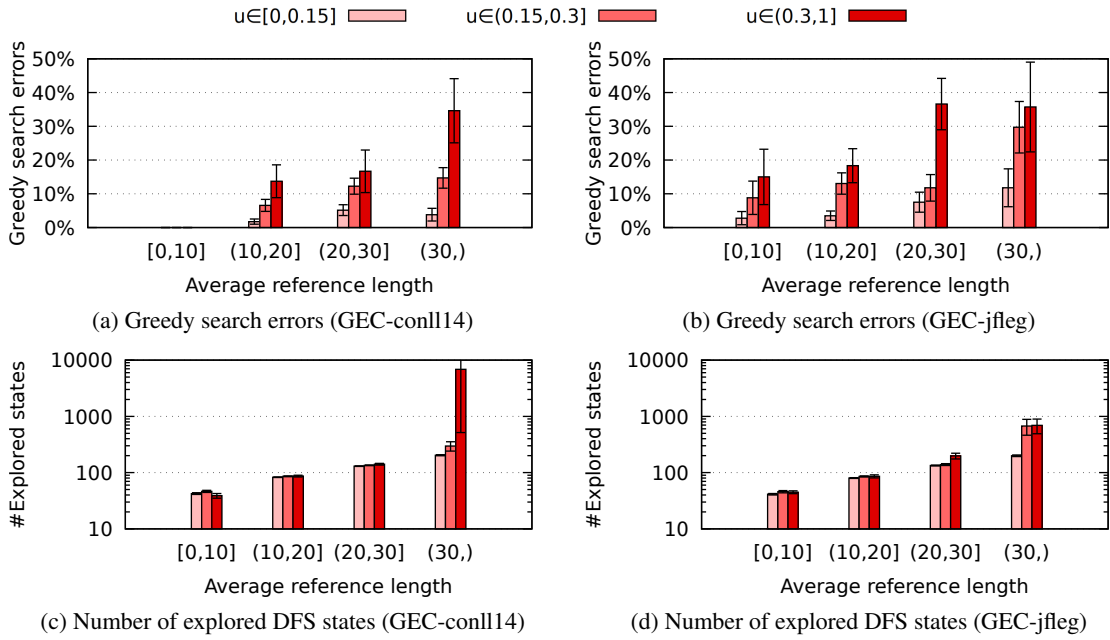 u∈[0,0.15] u∈(0.15,0.3] u∈(0.3,1]
Greedy search errors
50%
40%
30%
20%
10%
0%
[0,10] (10,20] (20,30] (30,)
Average reference length
(a) Greedy search errors (GEC-conll14)
Greedy search errors
50%
40%
30%
20%
10%
0%
[0,10] (10,20] (20,30] (30,)
Average reference length
(b) Greedy search errors (GEC-jfleg)
#Explored states
10000
1000
100
10
[0,10] (10,20] (20,30] (30,)
Average reference length
(c) Number of explored DFS states (GEC-conll14)
#Explored states
10000
1000
100
10
[0,10] (10,20] (20,30] (30,)
Average reference length
(d) Number of explored DFS states (GEC-jfleg)